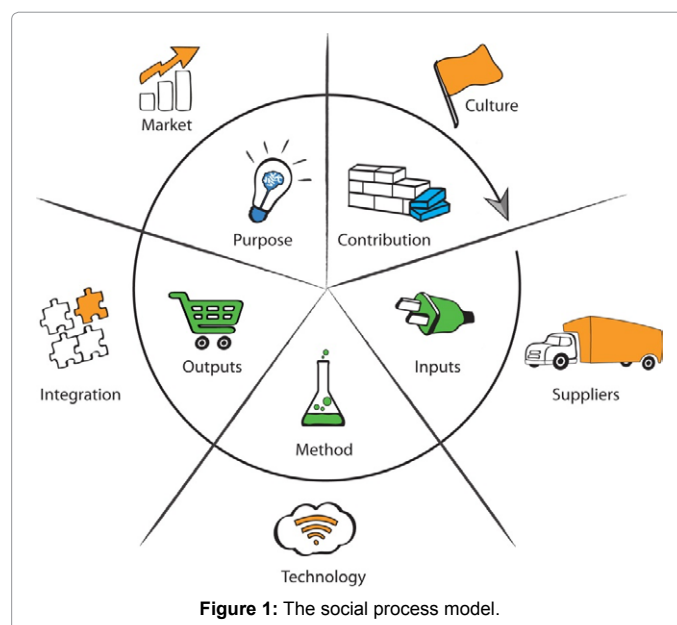 Market
Culture
Purpose
Contribution
Integration
Outputs
Inputs
Suppliers
Method
Technology
Figure 1: The social process model.